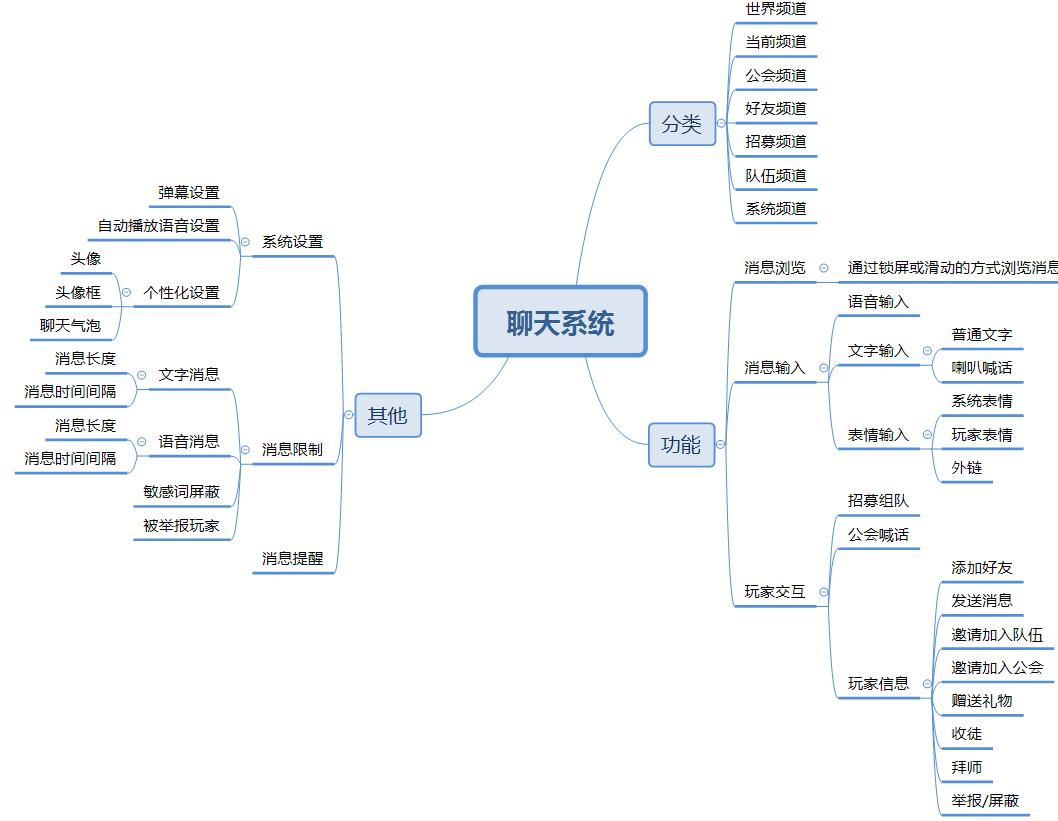 聊天系统
分类
世界频道
当前频道
公会频道
好友频道
招募频道
队伍频道
系统频道
功能
消息浏览
通过锁屏或滑动的方式浏览消息
消息输入
语音输入
文字输入
普通文字
喇叭喊话
表情输入
系统表情
玩家表情
外链
玩家交互
招募组队
公会喊话
玩家信息
添加好友
发送消息
邀请加入队伍
邀请加入公会
赠送礼物
收徒
拜师
举报/屏蔽
其他
系统设置
弹幕设置
自动播放语音设置
个性化设置
头像
头像框
聊天气泡
消息限制
文字消息
消息长度
消息时间间隔
语音消息
消息长度
消息时间间隔
敏感词屏蔽
被举报玩家
消息提醒